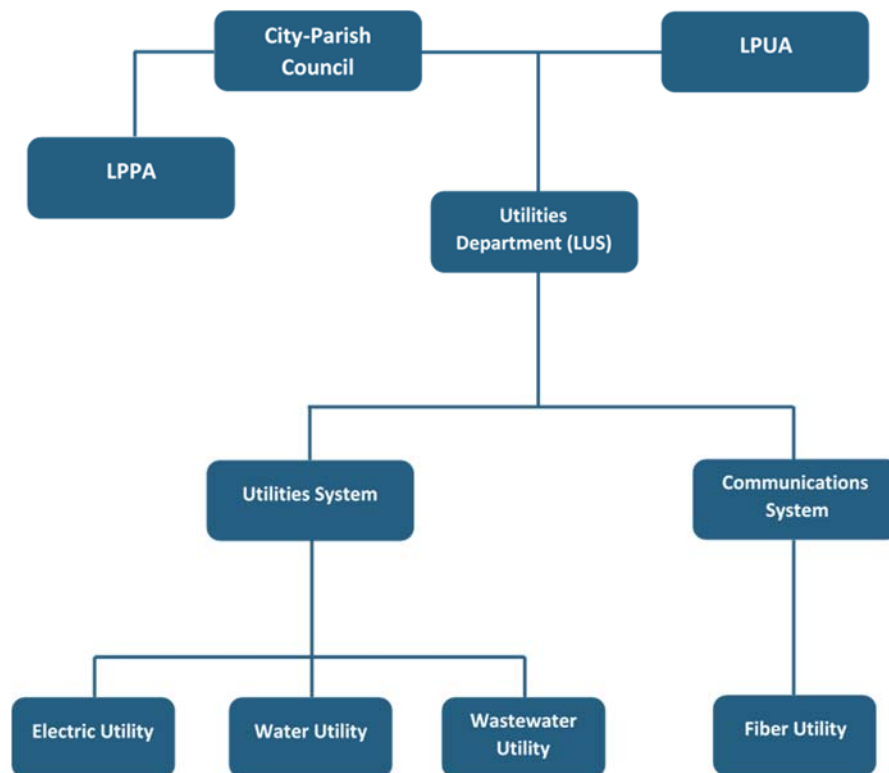 City-Parish
Council
LPUA
LPPA
Utilities
Department (LUS)
Utilities System
Communications
System
Electric Utility
Water Utility
Wastewater
Utility
Fiber Utility